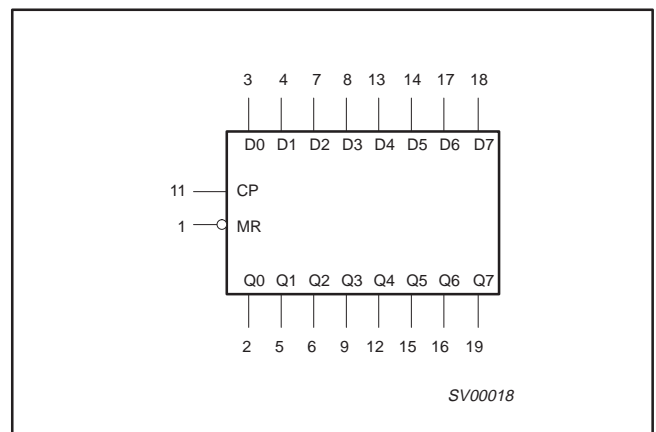 3 4 7 8 13 14 17 18
D0 D1 D2 D3 D4 D5 D6 D7
11 CP
1 MR
Q0 Q1 Q2 Q3 Q4 Q5 Q6 Q7
2 5 6 9 12 15 16 19
SV00018